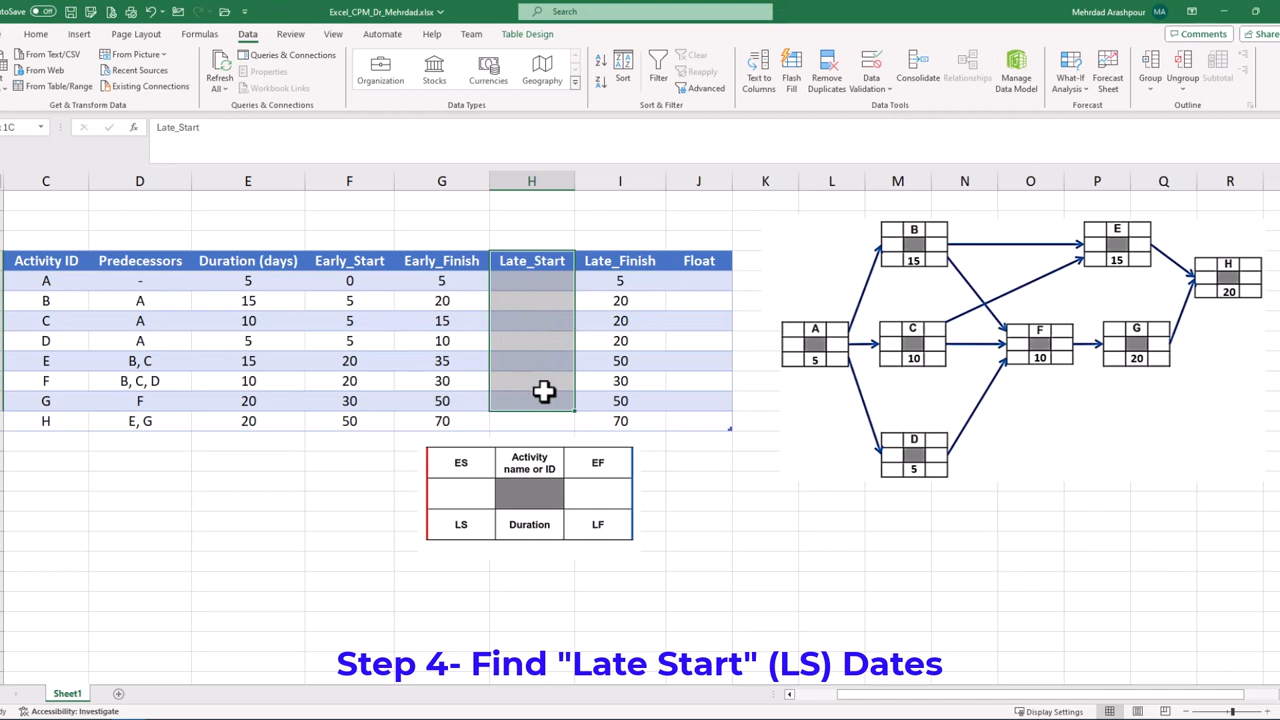 AutoSave Off Excel_CPM_Dr_Mehrdad.xlsx Search Mehrdad Arashpour MA
Home Insert Page Layout Formulas Data Review View Automate Help Team Table Design Comments Share
From Text/CSV From Picture Queries & Connections Clear
From Web Recent Sources Properties Reapply
From Table/Range Existing Connections Workbook Links Advanced
Refresh All Organization Stocks Currencies Geography Sort Filter Text to Columns Flash Fill Remove Duplicates Data Validation Consolidate Relationships Manage Data Model What-If Analysis Forecast Sheet Group Ungroup Subtotal
Get & Transform Data Queries & Connections Data Types Sort & Filter Data Tools Forecast Outline
1C fx Late_Start
C D E F G H I J K L M N O P Q R
Activity ID Predecessors Duration (days) Early_Start Early_Finish Late_Start Late_Finish Float
A - 5 0 5 5
B A 15 5 20 20
C A 10 5 15 20
D A 5 5 10 20
E B, C 15 20 35 50
F B, C, D 10 20 30 30
G F 20 30 50 50
H E, G 20 50 70 70
B
15
E
15
H
20
A
5
C
10
F
10
G
20
D
5
ES Activity name or ID EF
LS Duration LF
Step 4- Find "Late Start" (LS) Dates
Sheet1
Accessibility: Investigate Display Settings